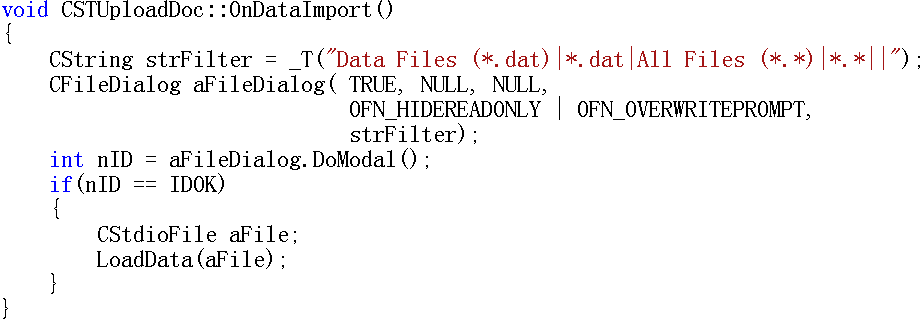 void CSTUploadDoc::OnDataImport()
{
    CString strFilter = _T("Data Files (*.dat)|*.dat|All Files (*.*)|*.*||");
    CFileDialog aFileDialog( TRUE, NULL, NULL,
                             OFN_HIDEREADONLY | OFN_OVERWRITEPROMPT,
                             strFilter);
    int nID = aFileDialog.DoModal();
    if(nID == IDOK)
    {
        CStdioFile aFile;
        LoadData(aFile);
    }
}